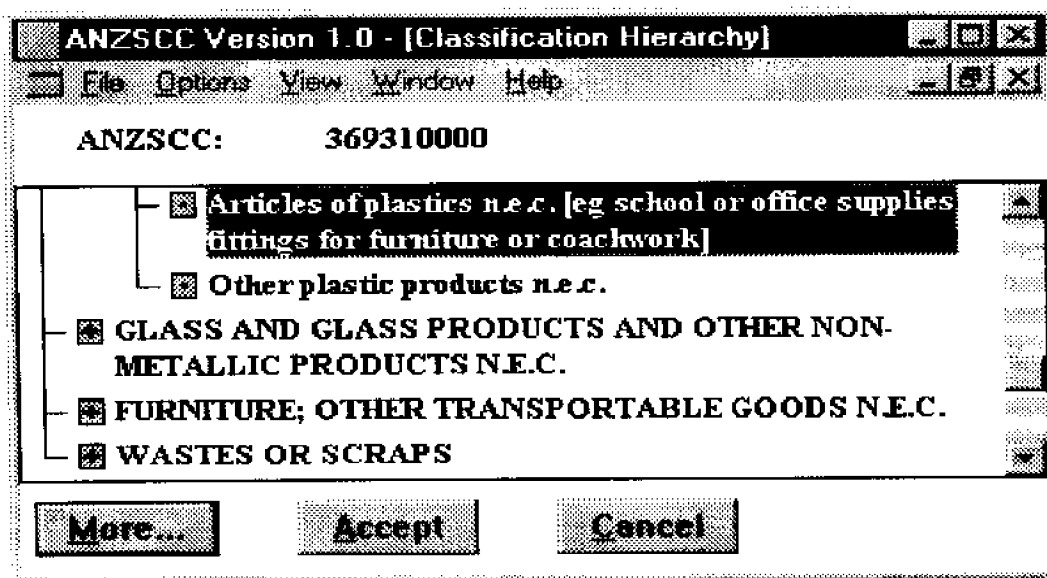 ANZSCC Version 1.0 - [Classification Hierarchy]
File Options View Window Help
ANZSCC: 369310000
Articles of plastics n.e.c. [eg school or office supplies
fittings for furniture or coachwork]
Other plastic products n.e.c.
GLASS AND GLASS PRODUCTS AND OTHER NON-
METALLIC PRODUCTS N.E.C.
FURNITURE; OTHER TRANSPORTABLE GOODS N.E.C.
WASTES OR SCRAPS
More... Accept Cancel